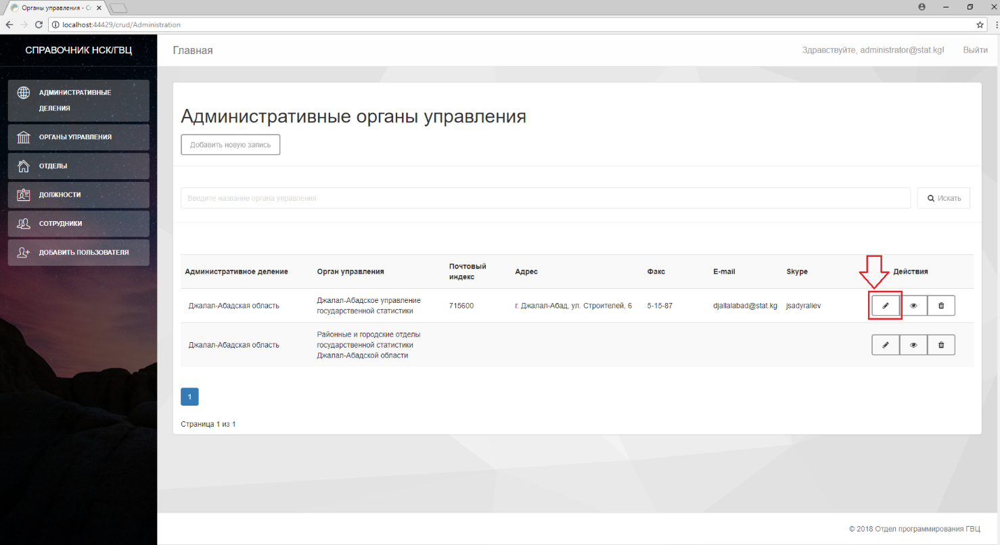 Органы управления - Сп
localhost:44429/crud/Administration
СПРАВОЧНИК НСК/ГВЦ
Главная
Здравствуйте, administrator@stat.kg!
Выйти
АДМИНИСТРАТИВНЫЕ
ДЕЛЕНИЯ
ОРГАНЫ УПРАВЛЕНИЯ
ОТДЕЛЫ
ДОЛЖНОСТИ
СОТРУДНИКИ
ДОБАВИТЬ ПОЛЬЗОВАТЕЛЯ
Административные органы управления
Добавить новую запись
Введите название органа управления
Искать
Административное деление
Орган управления
Почтовый
индекс
Адрес
Факс
E-mail
Skype
Действия
Джалал-Абадская область
Джалал-Абадское управление
государственной статистики
715600
г. Джалал-Абад, ул. Строителей, 6
5-15-87
djallalabad@stat.kg
jsadyraliev
Джалал-Абадская область
Районные и городские отделы
государственной статистики
Джалал-Абадской области
1
Страница 1 из 1
© 2018 Отдел программирования ГВЦ